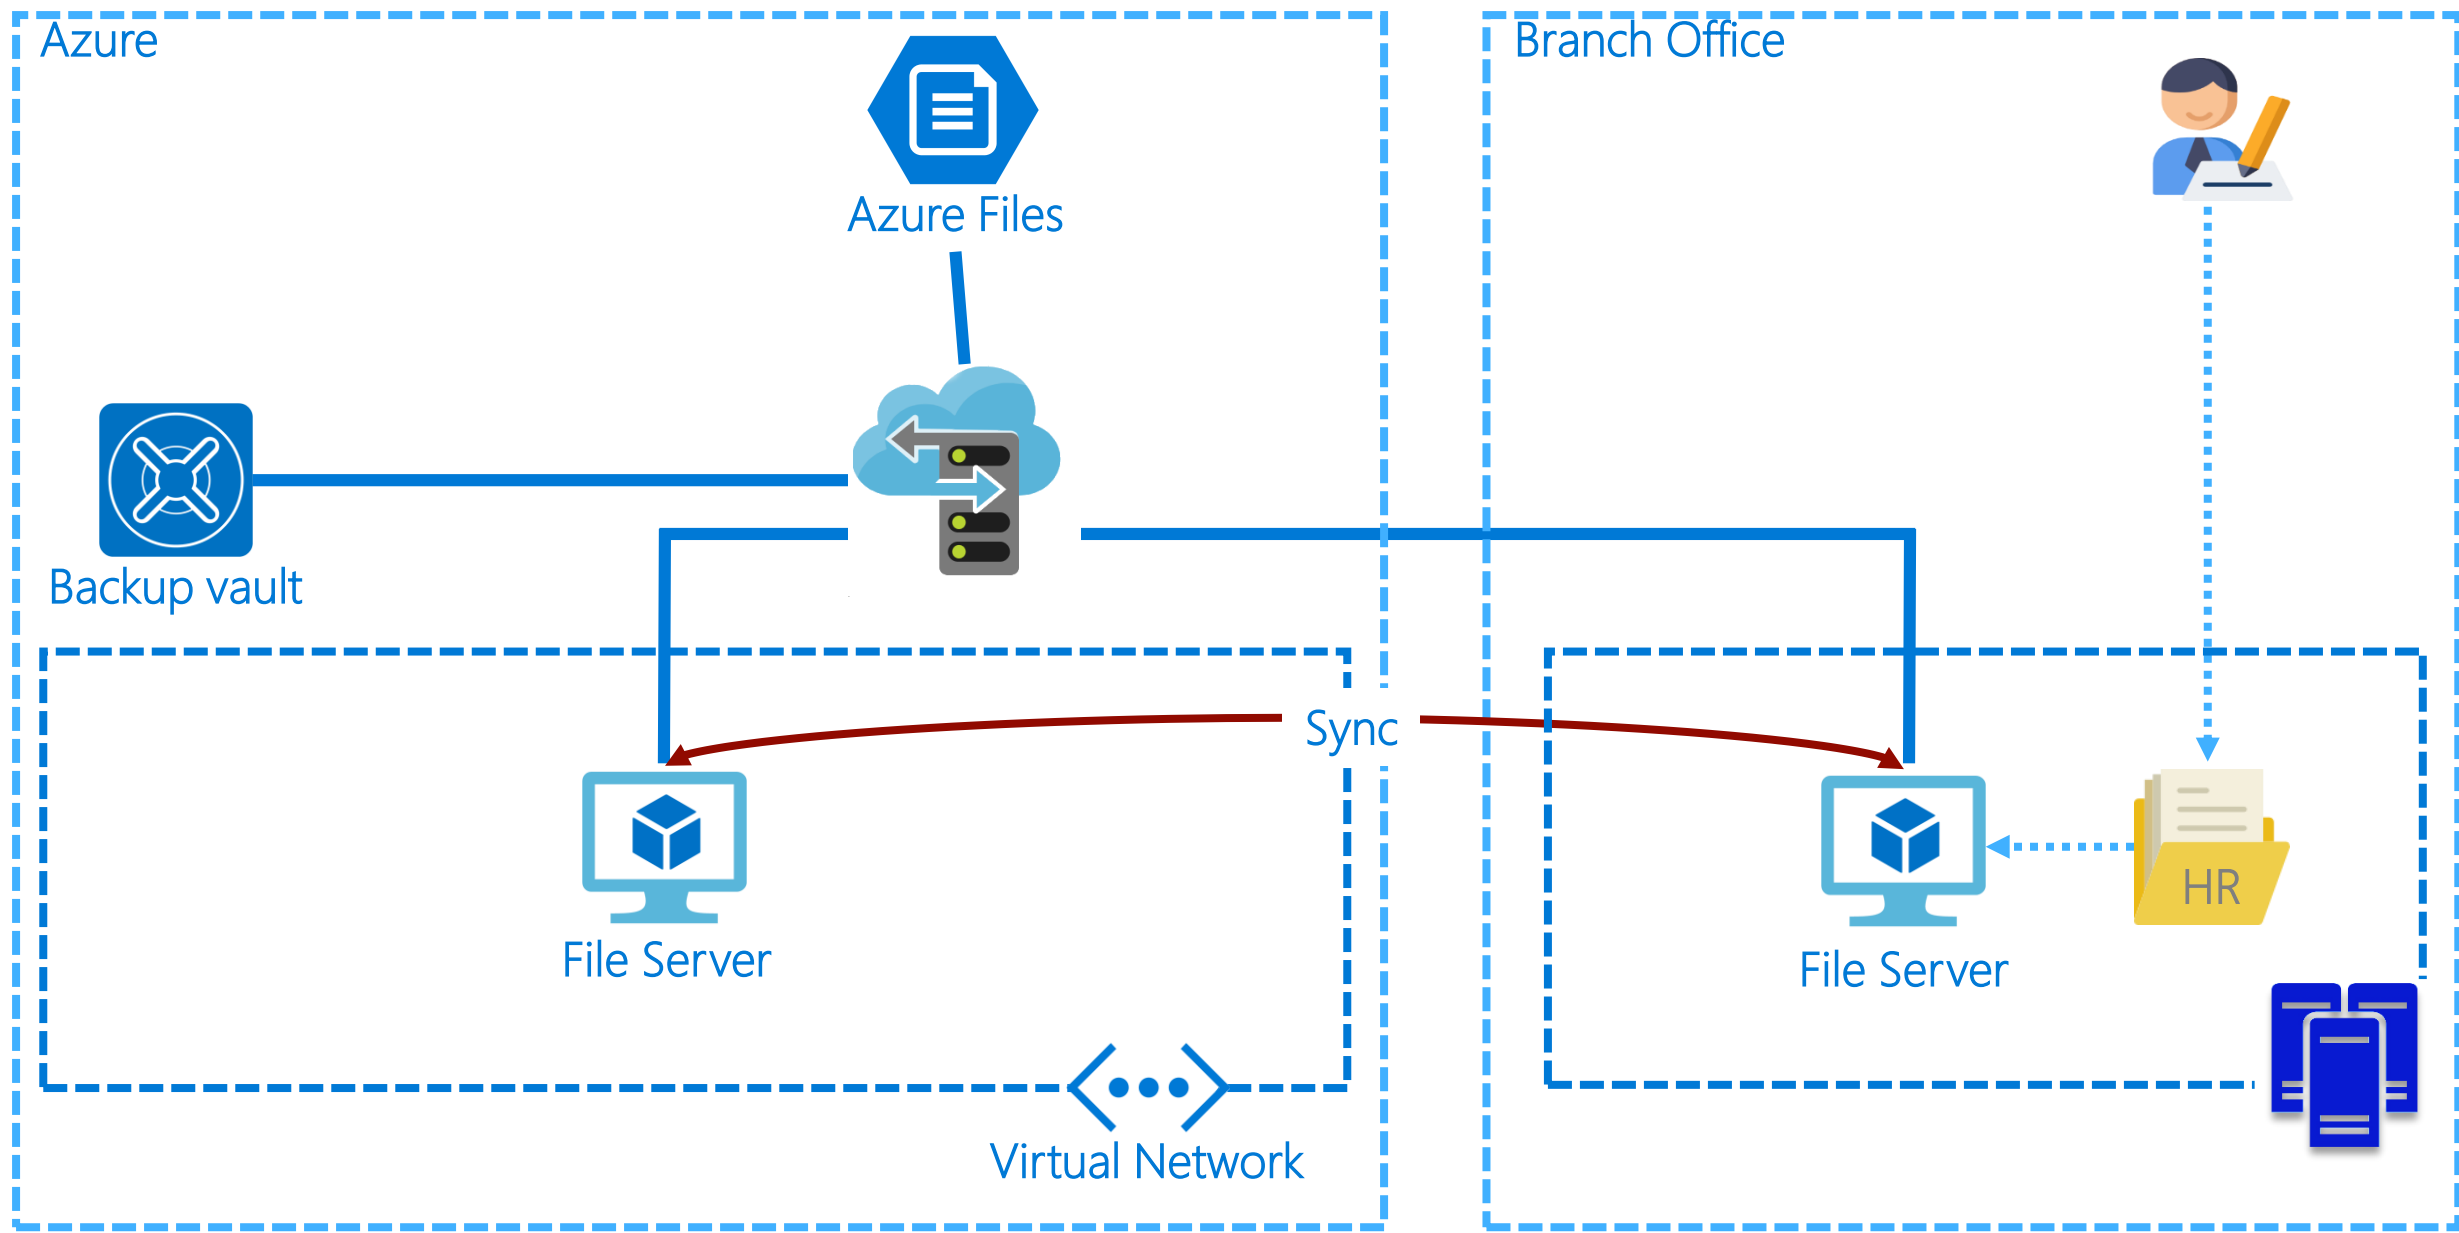 Azure
Branch Office
Azure Files
Backup vault
Sync
HR
File Server
File Server
Virtual Network